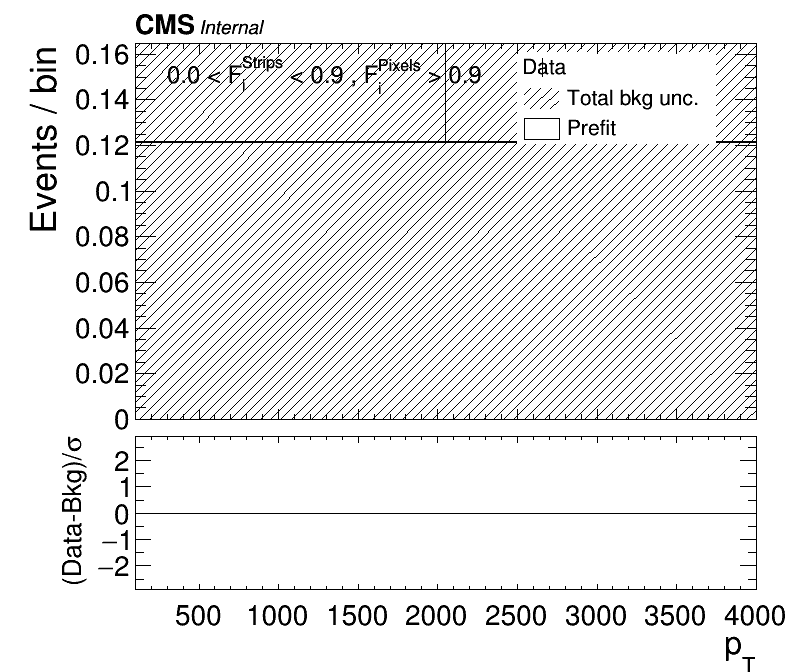 CMS Internal
Events / bin
0.16
0.14
0.12
0.1
0.08
0.06
0.04
0.02
0
0.0 < F_i^Strips < 0.9 , F_i^Pixels > 0.9
Data
Total bkg unc.
Prefit
(Data-Bkg)/σ
2
1
0
−1
−2
500 1000 1500 2000 2500 3000 3500 4000
p_T